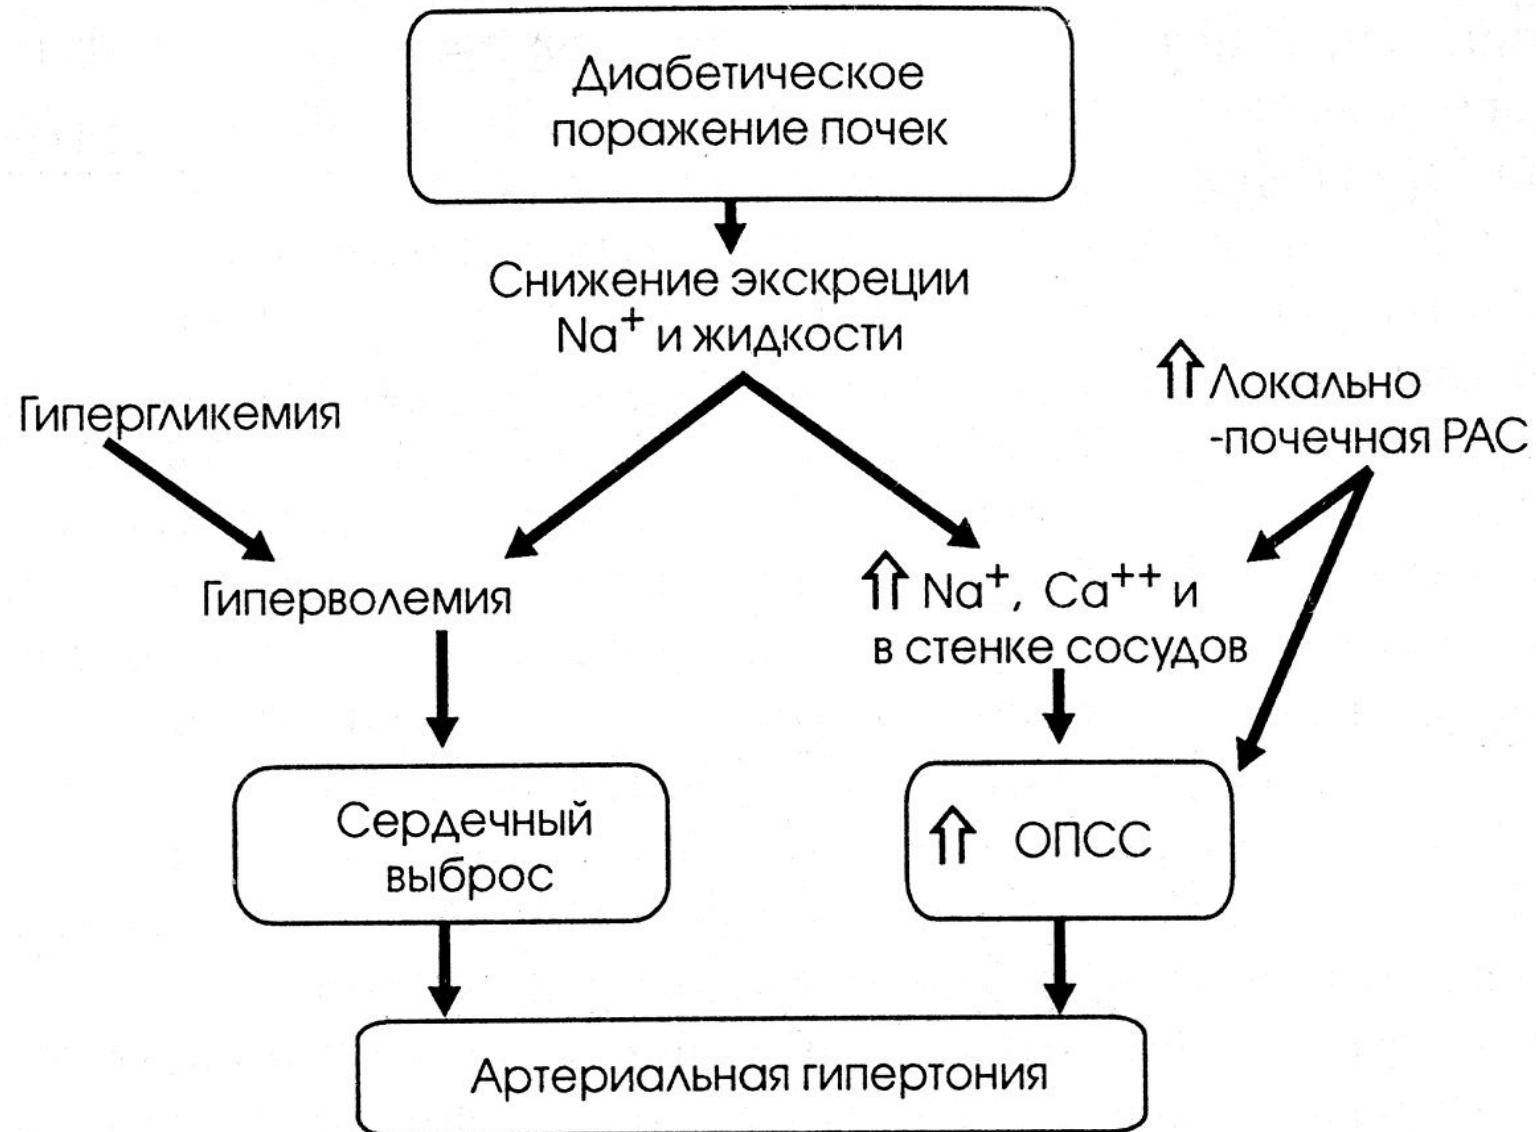 Диабетическое
поражение почек
Снижение экскреции
Na⁺ и жидкости
Гипергликемия
⇑ Локально
-почечная РАС
Гиперволемия
⇑ Na⁺, Ca⁺⁺ и
в стенке сосудов
Сердечный
выброс
⇑ ОПСС
Артериальная гипертония